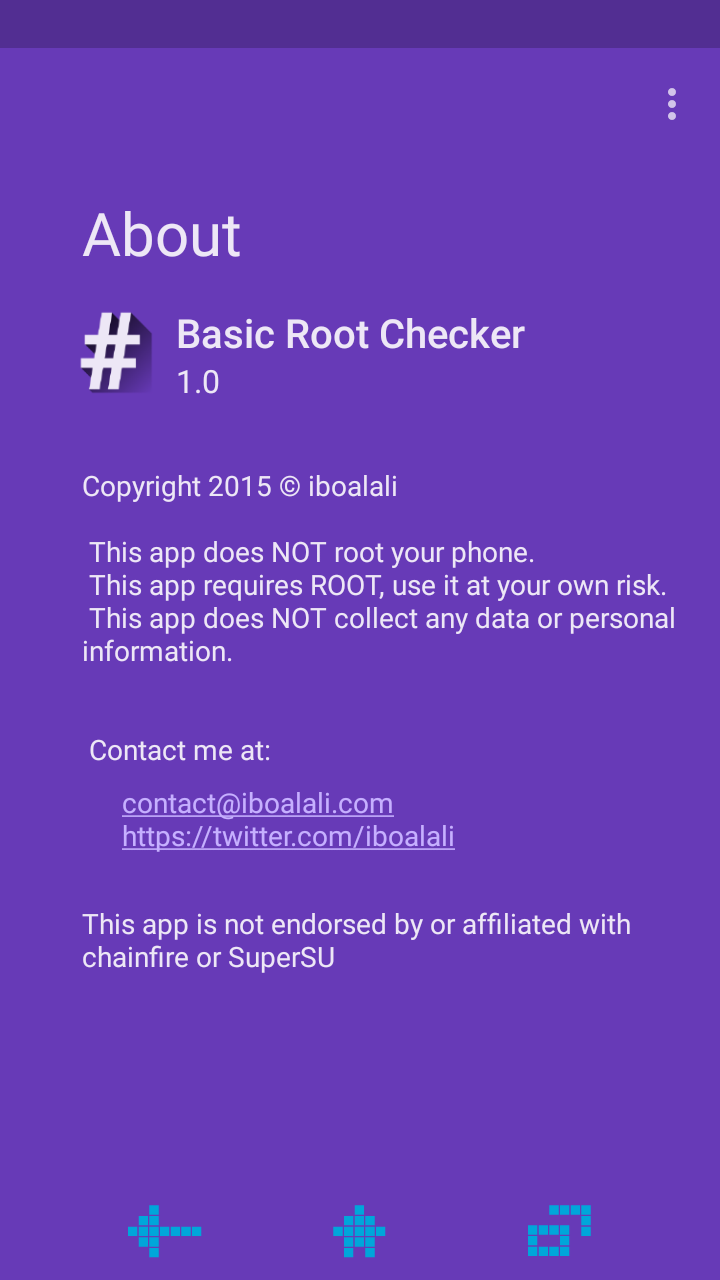 About
#
Basic Root Checker
1.0
Copyright 2015 © iboalali
This app does NOT root your phone.
This app requires ROOT, use it at your own risk.
This app does NOT collect any data or personal
information.
Contact me at:
contact@iboalali.com
https://twitter.com/iboalali
This app is not endorsed by or affiliated with
chainfire or SuperSU